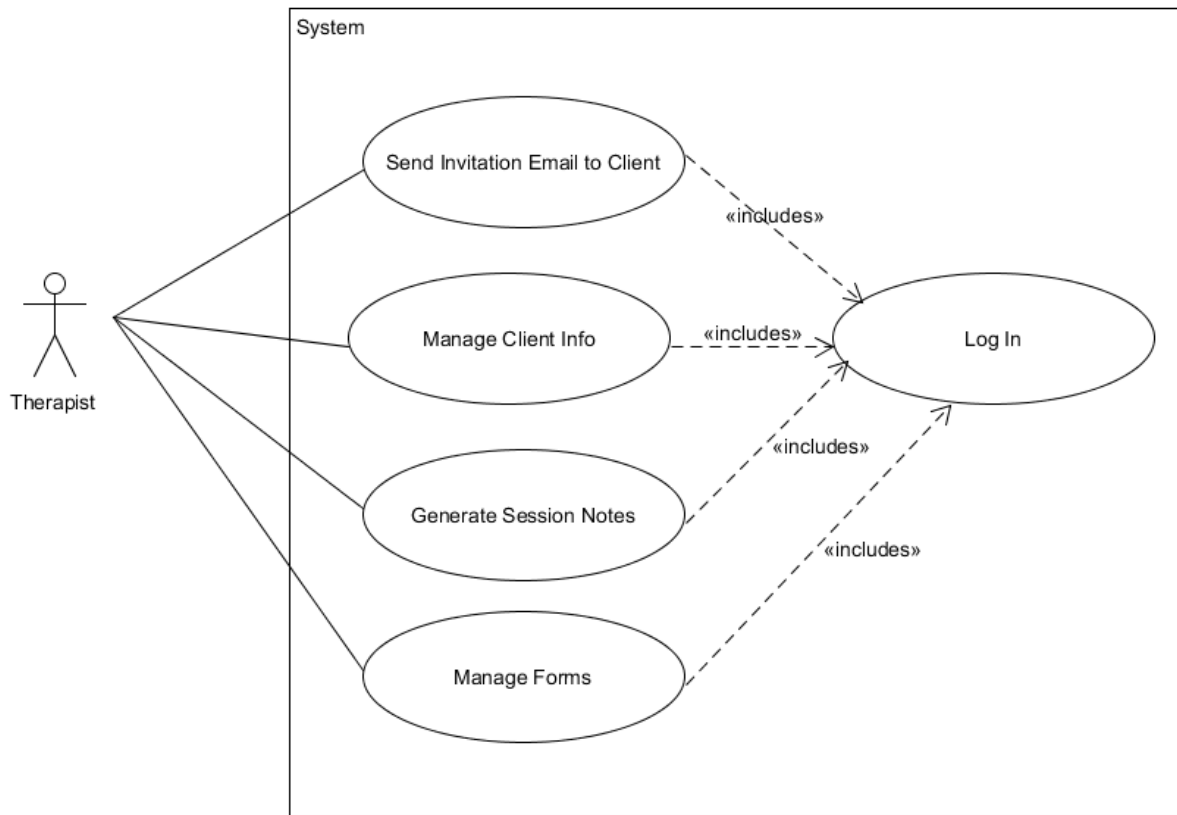 System
Send Invitation Email to Client
«includes»
Manage Client Info
«includes»
Log In
Therapist
«includes»
Generate Session Notes
«includes»
Manage Forms